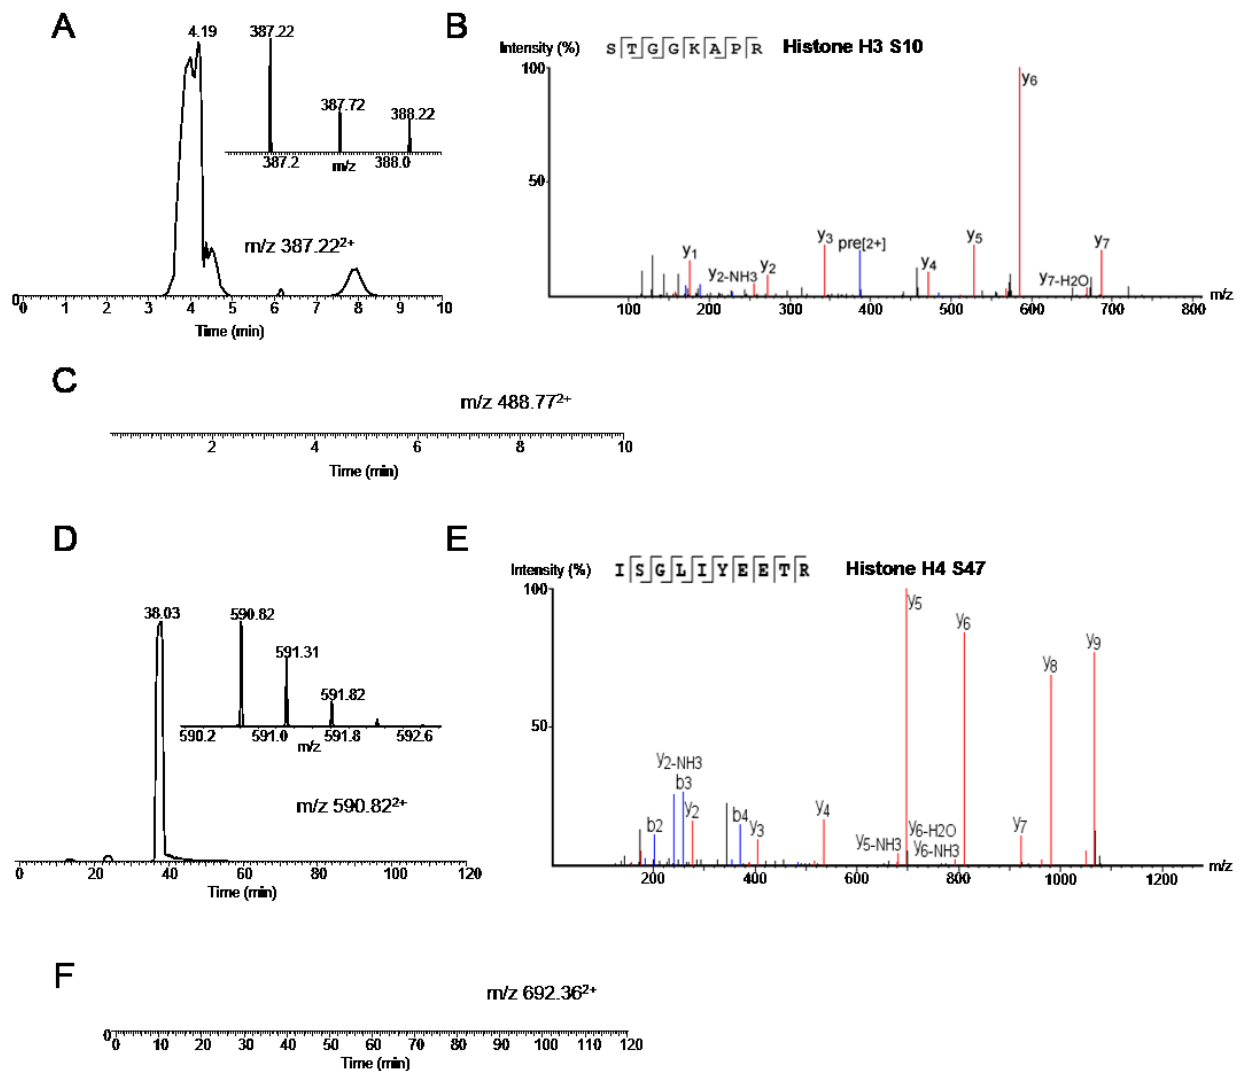 A
4.19
387.22
387.72
388.22
387.2
m/z
388.0
m/z 387.22²⁺
0
0 1 2 3 4 5 6 7 8 9 10
Time (min)
B
Intensity (%)
STGGKAPR Histone H3 S10
100
50
y₁
y₂-NH3
y₂
y₃
pre[2+]
y₄
y₅
y₆
y₇-H2O
y₇
100 200 300 400 500 600 700 800
m/z
C
m/z 488.77²⁺
2 4 6 8 10
Time (min)
D
38.03
590.82
591.31
591.82
590.2 591.0 591.8 592.6
m/z
m/z 590.82²⁺
0 20 40 60 80 100 120
Time (min)
E
Intensity (%)
ISGLIYEETR Histone H4 S47
100
50
b2
y₂-NH3
b3
y₂
b4
y₃
y₄
y₅-NH3
y₅
y₆-H2O
y₆-NH3
y₆
y₇
y₈
y₉
200 400 600 800 1000 1200
m/z
F
m/z 692.36²⁺
0
0 10 20 30 40 50 60 70 80 90 100 110 120
Time (min)